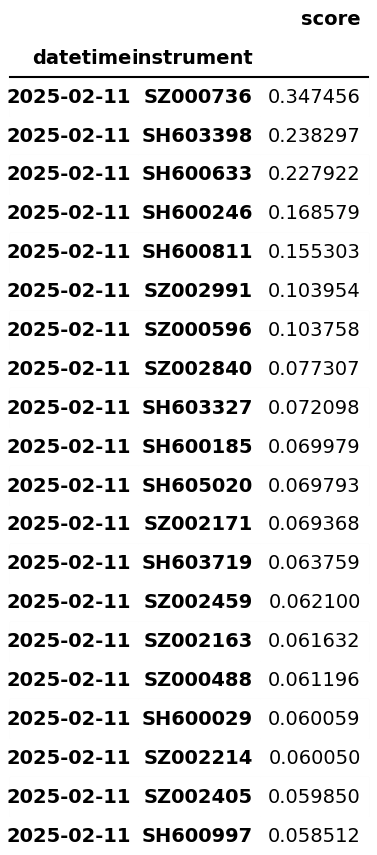 score
datetime instrument
2025-02-11 SZ000736 0.347456
2025-02-11 SH603398 0.238297
2025-02-11 SH600633 0.227922
2025-02-11 SH600246 0.168579
2025-02-11 SH600811 0.155303
2025-02-11 SZ002991 0.103954
2025-02-11 SZ000596 0.103758
2025-02-11 SZ002840 0.077307
2025-02-11 SH603327 0.072098
2025-02-11 SH600185 0.069979
2025-02-11 SH605020 0.069793
2025-02-11 SZ002171 0.069368
2025-02-11 SH603719 0.063759
2025-02-11 SZ002459 0.062100
2025-02-11 SZ002163 0.061632
2025-02-11 SZ000488 0.061196
2025-02-11 SH600029 0.060059
2025-02-11 SZ002214 0.060050
2025-02-11 SZ002405 0.059850
2025-02-11 SH600997 0.058512